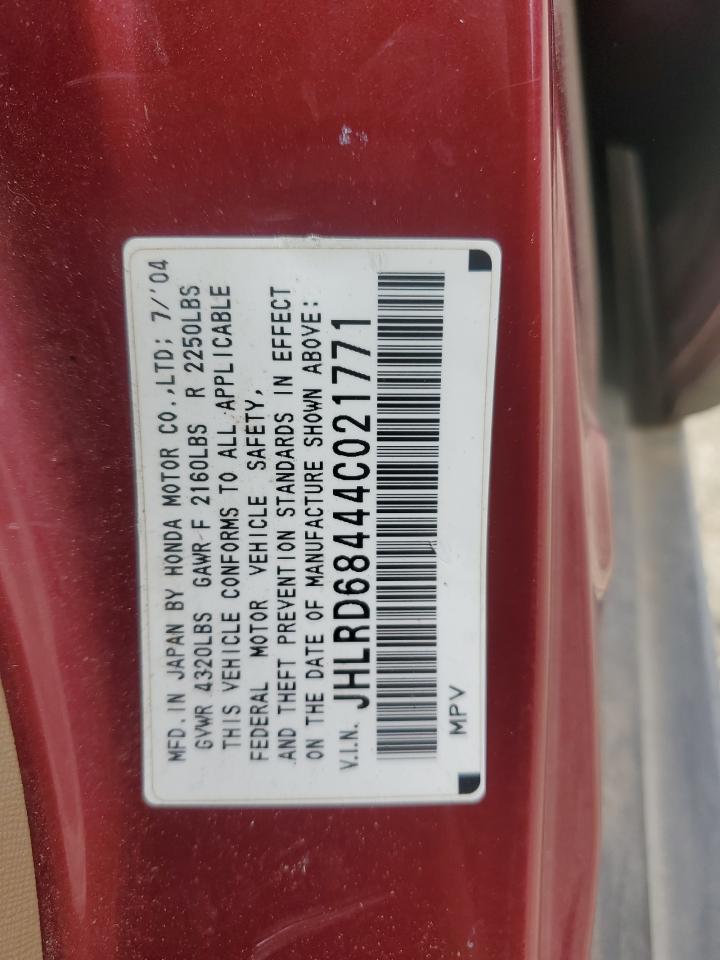 MFD. IN JAPAN BY HONDA MOTOR CO.,LTD; 7/'04
GVWR 4320LBS GAWR F 2160LBS R 2250LBS
THIS VEHICLE CONFORMS TO ALL APPLICABLE
FEDERAL MOTOR VEHICLE SAFETY,
AND THEFT PREVENTION STANDARDS IN EFFECT
ON THE DATE OF MANUFACTURE SHOWN ABOVE:
V.I.N. JHLRD68444C021771
MPV